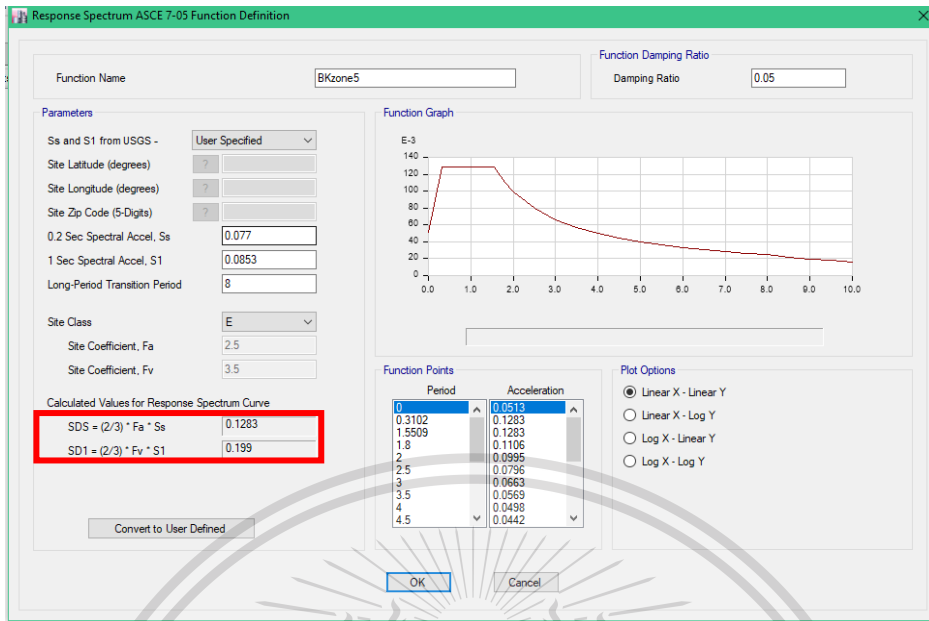 Response Spectrum ASCE 7-05 Function Definition
Function Name
BKzone5
Function Damping Ratio
Damping Ratio
0.05
Parameters
Ss and S1 from USGS -
User Specified
Site Latitude (degrees)
?
Site Longitude (degrees)
?
Site Zip Code (5-Digits)
?
0.2 Sec Spectral Accel, Ss
0.077
1 Sec Spectral Accel, S1
0.0853
Long-Period Transition Period
8
Site Class
E
Site Coefficient, Fa
2.5
Site Coefficient, Fv
3.5
Calculated Values for Response Spectrum Curve
SDS = (2/3) * Fa * Ss
0.1283
SD1 = (2/3) * Fv * S1
0.199
Convert to User Defined
Function Graph
E-3
140
120
100
80
60
40
20
0
0.0 1.0 2.0 3.0 4.0 5.0 6.0 7.0 8.0 9.0 10.0
Function Points
Period Acceleration
0 0.0513
0.3102 0.1283
1.5509 0.1283
1.8 0.1106
2 0.0995
2.5 0.0796
3 0.0663
3.5 0.0569
4 0.0498
4.5 0.0442
Plot Options
Linear X - Linear Y
Linear X - Log Y
Log X - Linear Y
Log X - Log Y
OK
Cancel